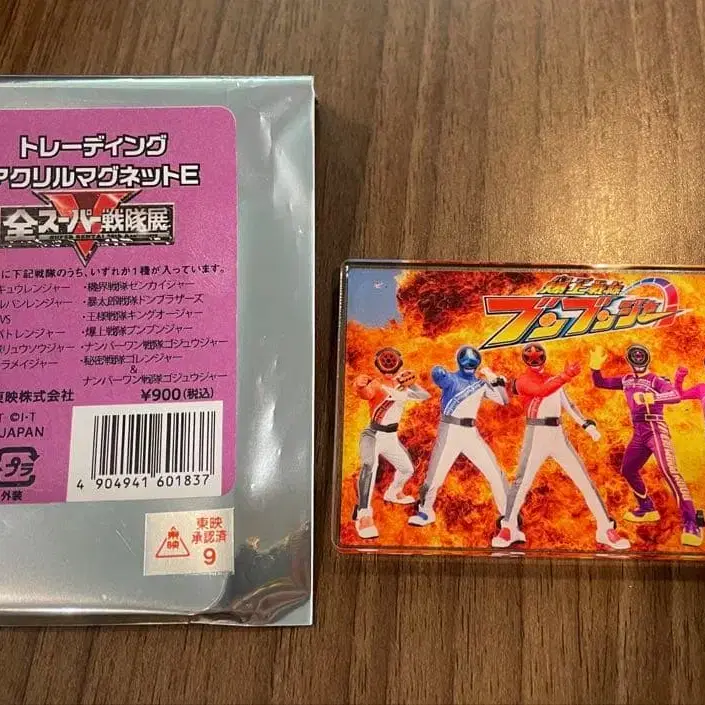 トレーディング
アクリルマグネットE
全スーパー戦隊展
に下記戦隊のうち、いずれか1種が入っています。
キュウレンジャー
ルパンレンジャー
VS
パトレンジャー
リュウソウジャー
ラメイジャー
・機界戦隊ゼンカイジャー
・暴太郎戦隊ドンブラザーズ
・王様戦隊キングオージャー
・爆上戦隊ブンブンジャー
・ナンバーワン戦隊ゴジュウジャー
・秘密戦隊ゴレンジャー
&
ナンバーワン戦隊ゴジュウジャー
東映株式会社
¥900(税込)
T ©I·T
JAPAN
プラ
外装
4 904941 601837
東映
東映
承認済
9
爆上戦隊
ブンブンジャー